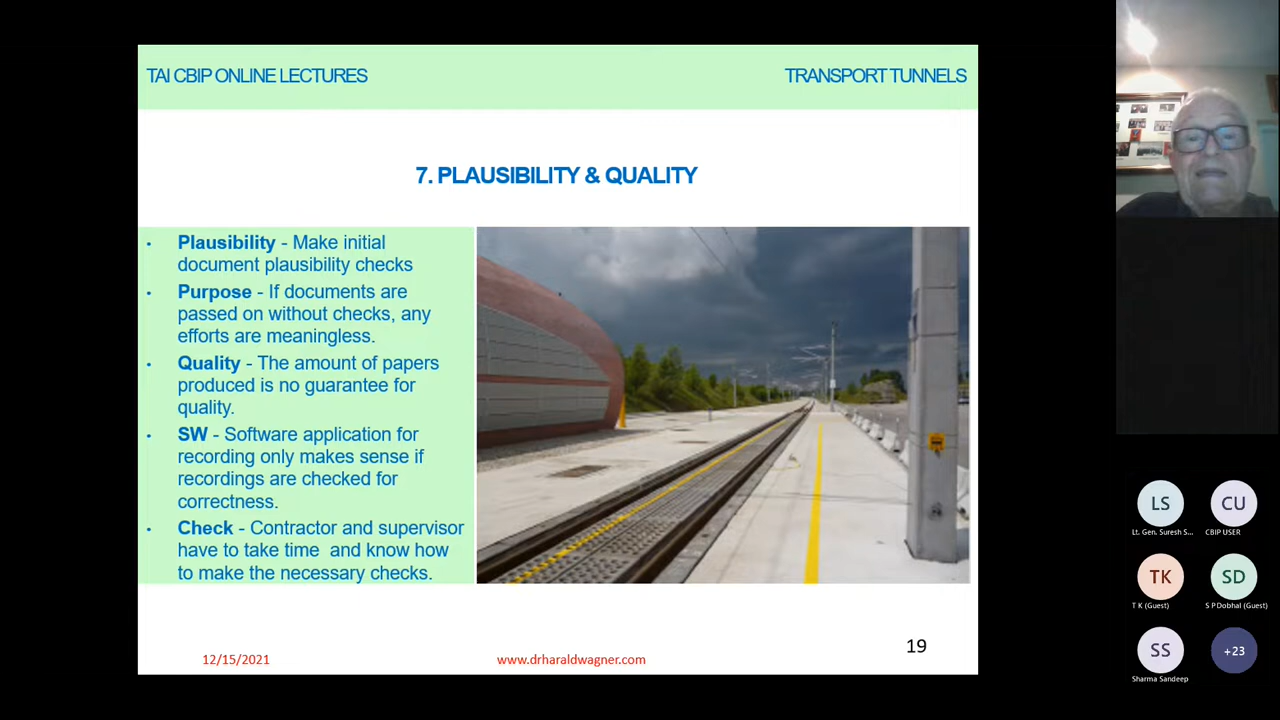 TAI CBIP ONLINE LECTURES
TRANSPORT TUNNELS
7. PLAUSIBILITY & QUALITY
• Plausibility - Make initial
document plausibility checks
• Purpose - If documents are
passed on without checks, any
efforts are meaningless.
• Quality - The amount of papers
produced is no guarantee for
quality.
• SW - Software application for
recording only makes sense if
recordings are checked for
correctness.
• Check - Contractor and supervisor
have to take time and know how
to make the necessary checks.
12/15/2021
www.drharaldwagner.com
19
LS
CU
Lt. Gen. Suresh S...
CBIP USER
TK
SD
T K (Guest)
S P Dobhal (Guest)
SS
+23
Sharma Sandeep